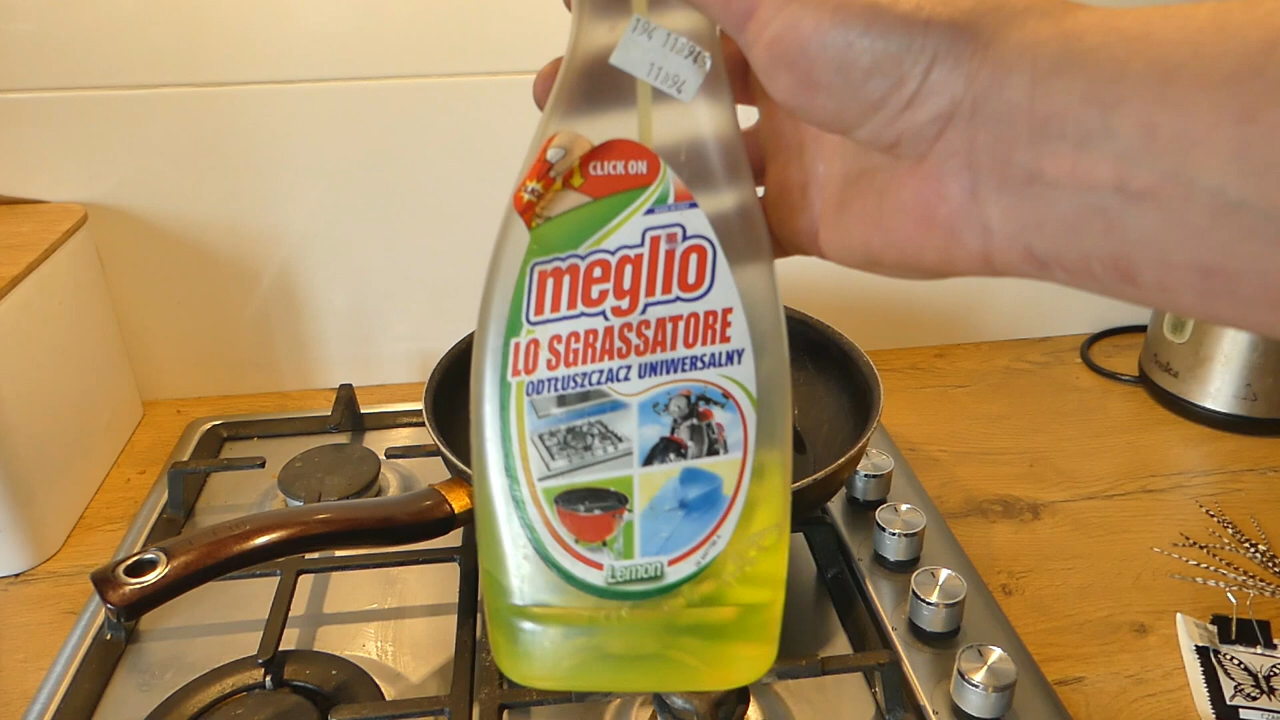 CLICK ON
meglio
LO SGRASSATORE
ODTŁUSZCZACZ UNIWERSALNY
Lemon